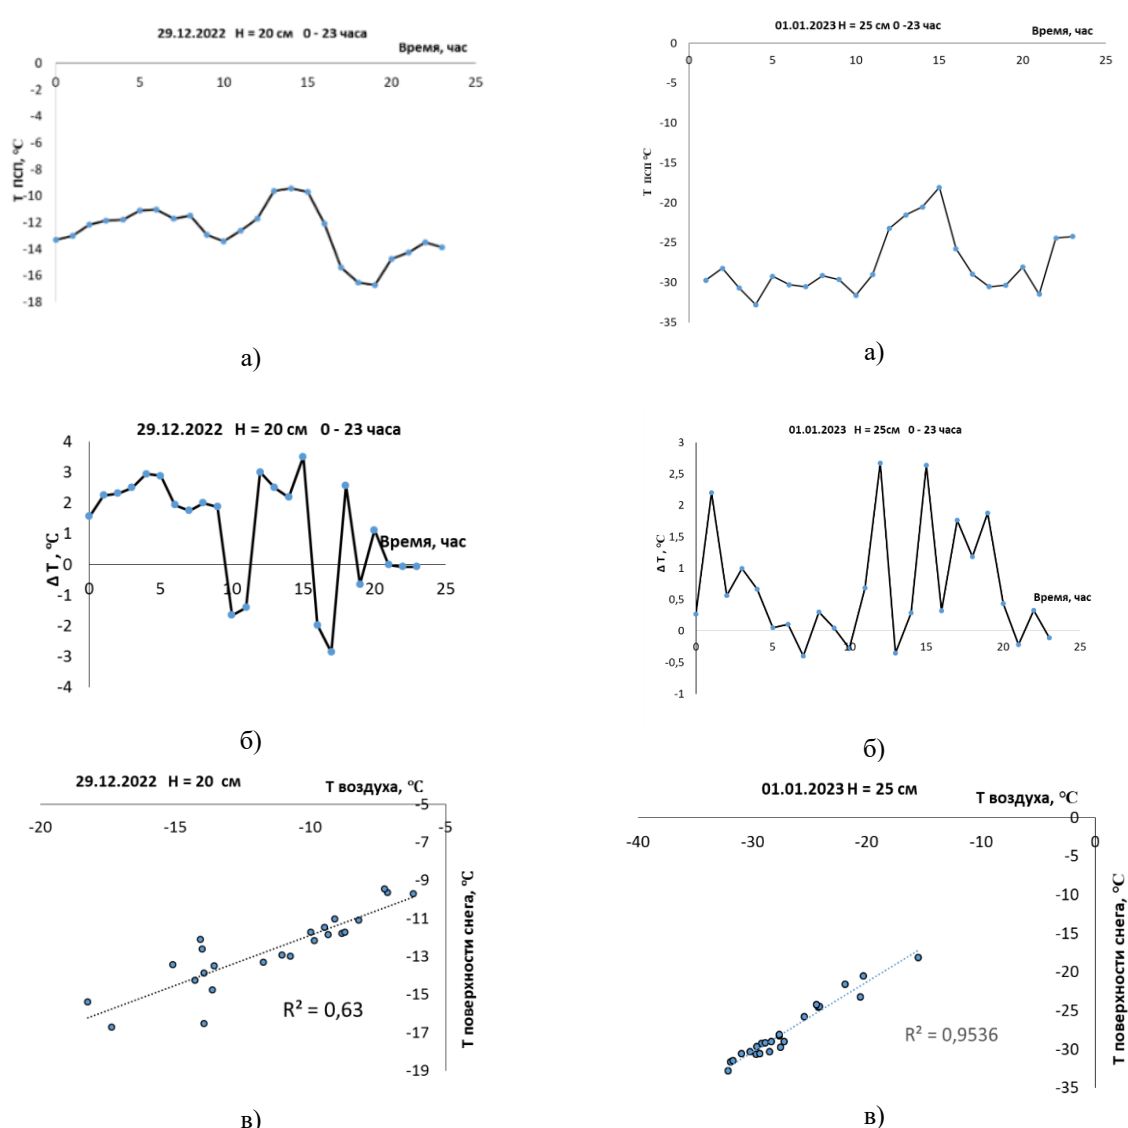 29.12.2022 H = 20 см 0 - 23 часа
Время, час
0
0 5 10 15 20 25
-2
-4
-6
-8
-10
-12
-14
-16
-18
Т псп, °С
а)
01.01.2023 H = 25 см 0 -23 час
Время, час
0
0 5 10 15 20 25
-5
-10
-15
-20
-25
-30
-35
Т псп °С
а)
29.12.2022 H = 20 см 0 - 23 часа
4
3
2
1
0
-1
-2
-3
-4
Δ Т , °С
Время, час
0 5 10 15 20 25
б)
01.01.2023 H = 25см 0 - 23 часа
3
2,5
2
1,5
1
0,5
0
-0,5
-1
Δ Т , °С
Время, час
0 5 10 15 20 25
б)
29.12.2022 H = 20 см
Т воздуха, °С
-20 -15 -10 -5
-5
-7
-9
-11
-13
-15
-17
-19
Т поверхности снега, °С
R² = 0,63
в)
01.01.2023 H = 25 см
Т воздуха, °С
-40 -30 -20 -10 0
0
-5
-10
-15
-20
-25
-30
-35
Т поверхности снега, °С
R² = 0,9536
в)